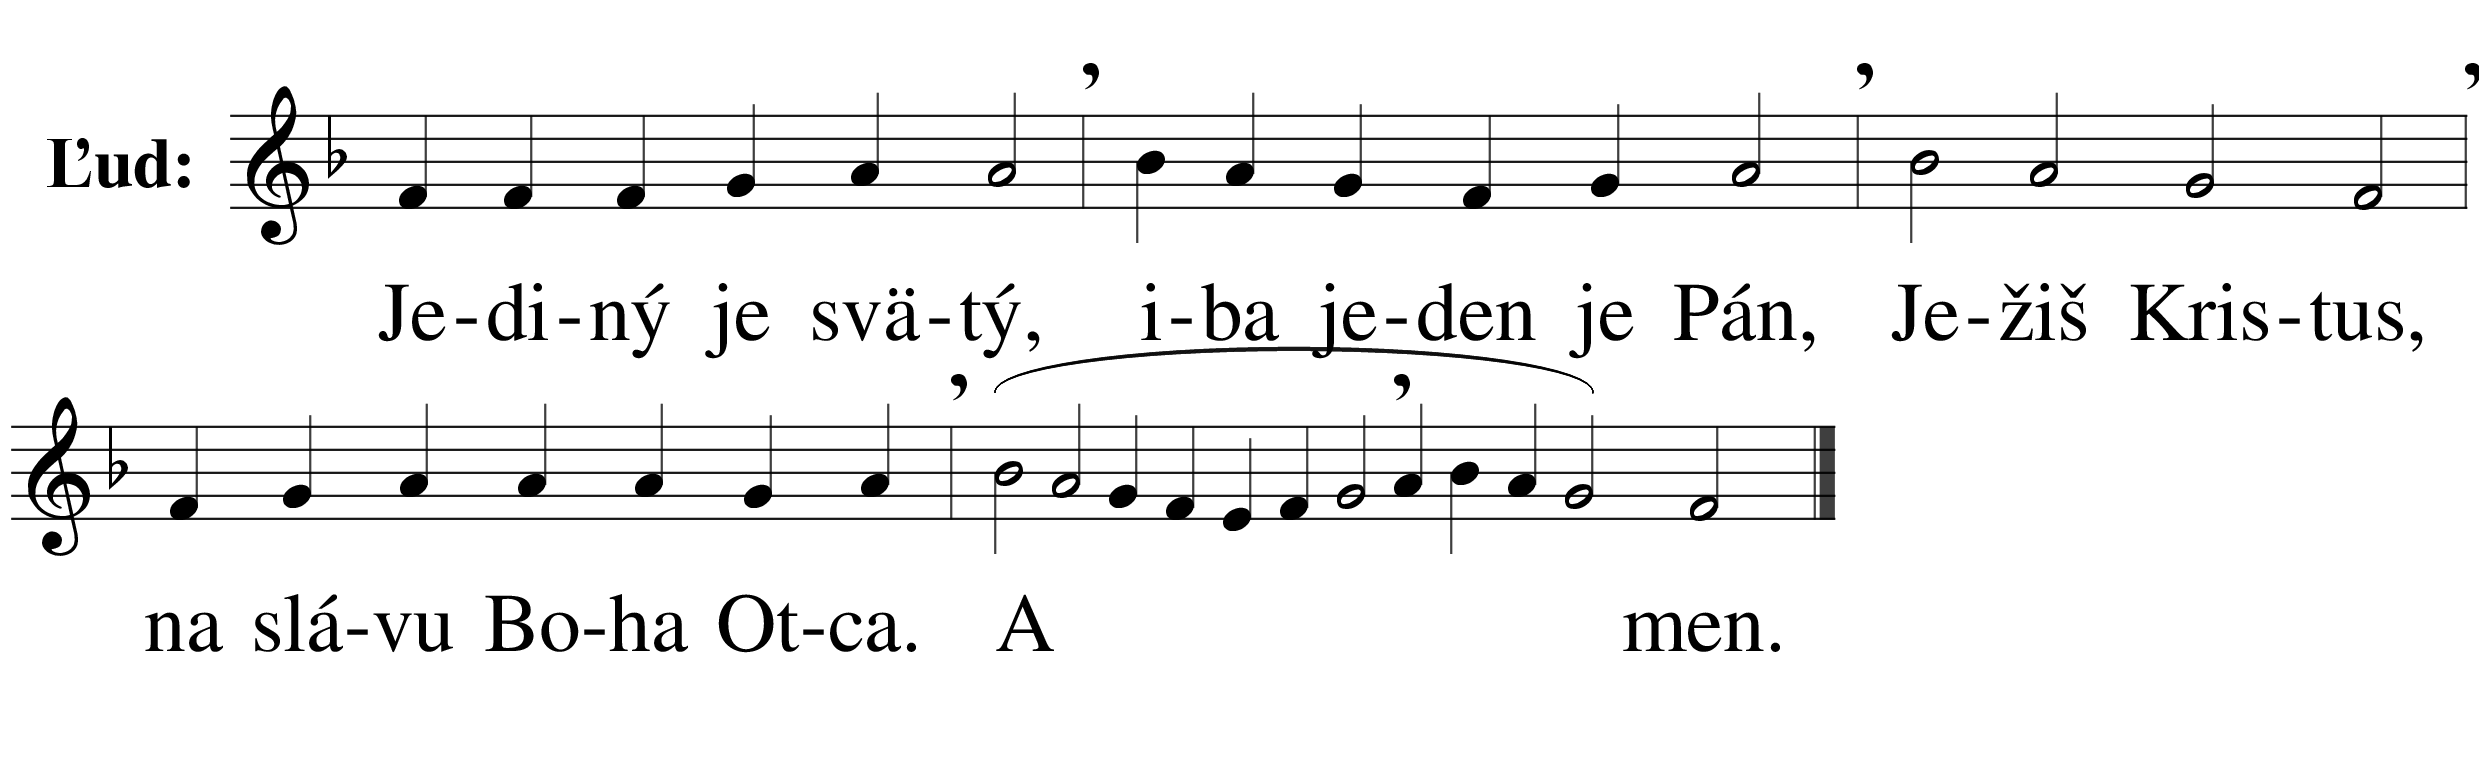 Ľud:
Je-di-ný je svä-tý, i-ba je-den je Pán, Je-žiš Kris-tus,
na slá-vu Bo-ha Ot-ca. A men.